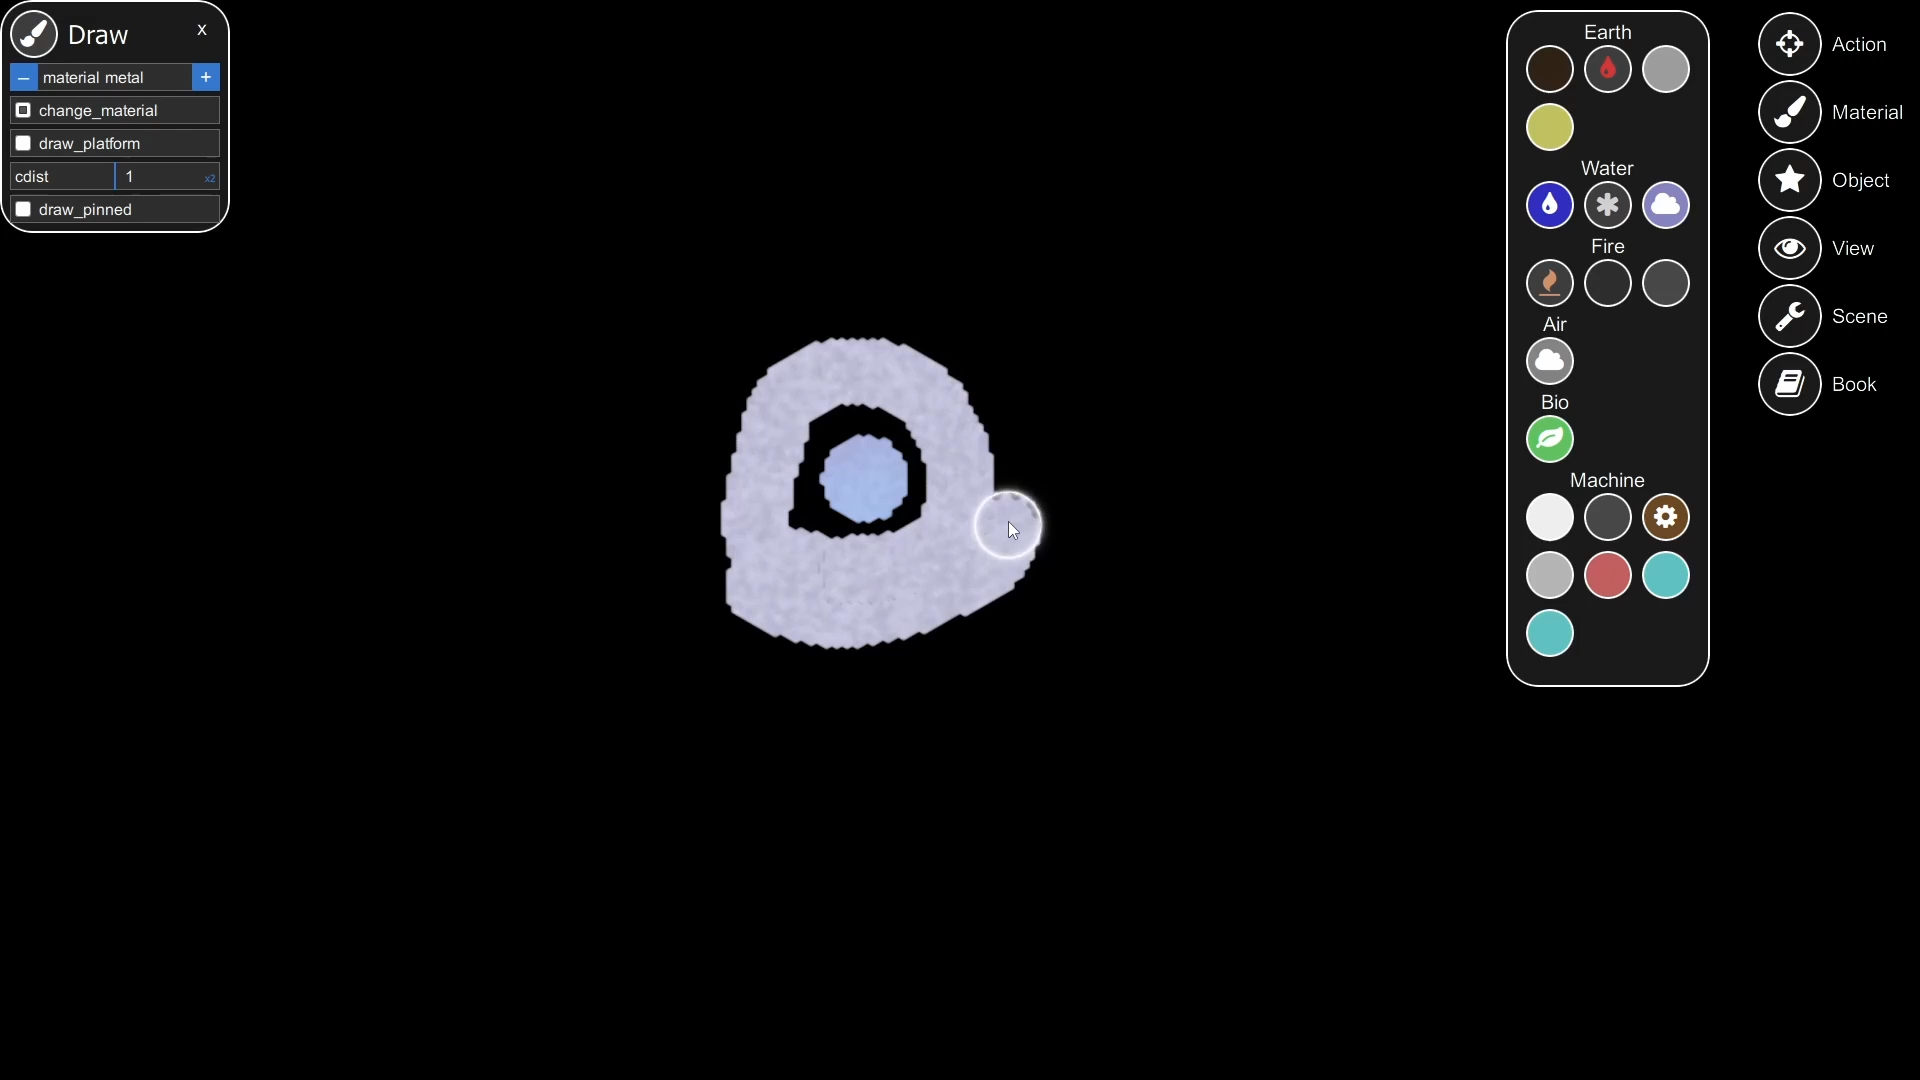 Draw
x
– material metal +
change_material
draw_platform
cdist 1 x2
draw_pinned
Earth
Water
Fire
Air
Bio
Machine
Action
Material
Object
View
Scene
Book